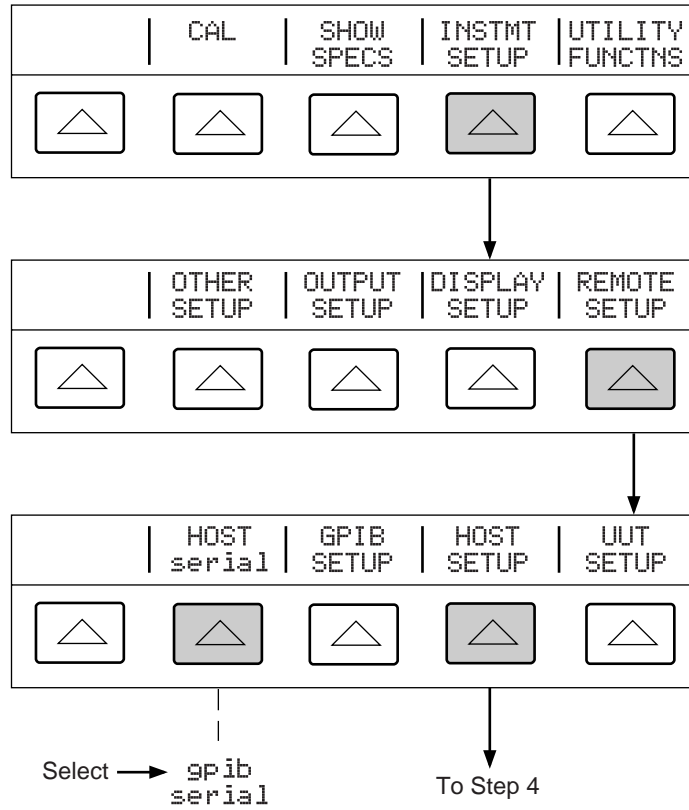 CAL SHOW INSTMT UTILITY
SPECS SETUP FUNCTNS
OTHER OUTPUT DISPLAY REMOTE
SETUP SETUP SETUP SETUP
HOST GPIB HOST UUT
serial SETUP SETUP SETUP
Select gpib
serial
To Step 4